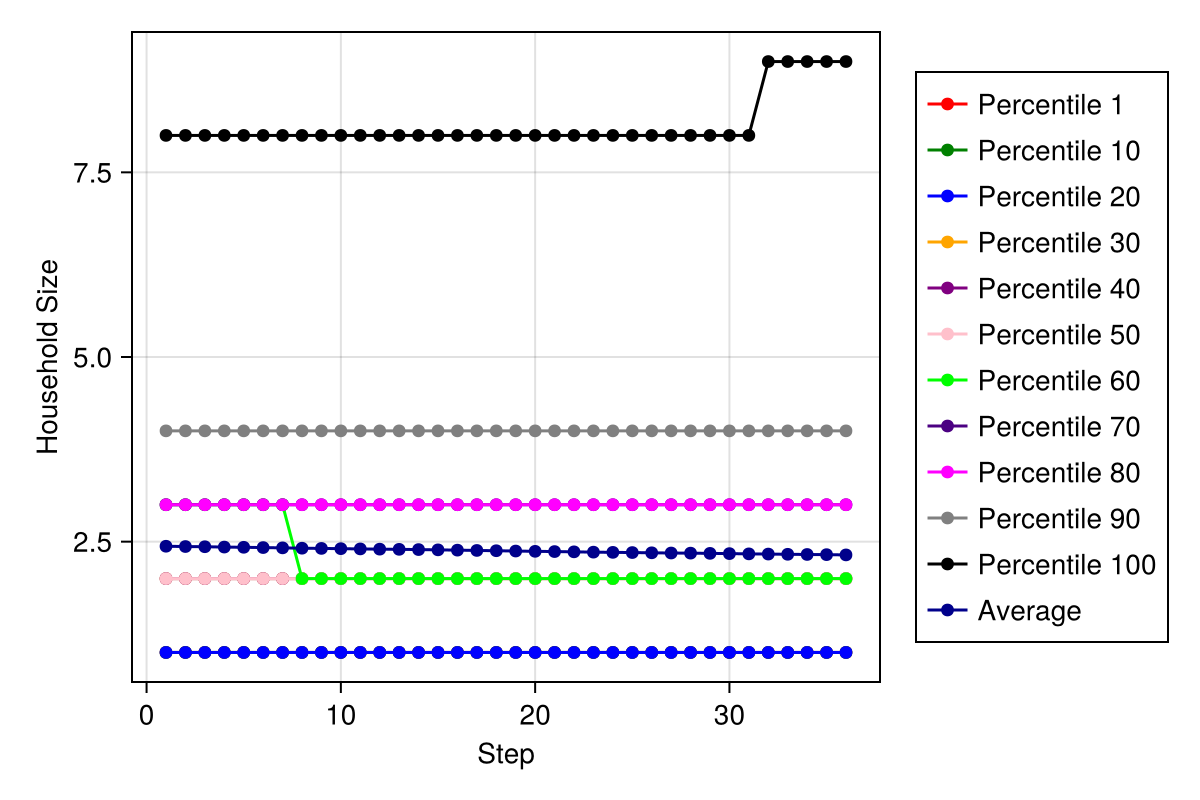 7.5
5.0
2.5
Household Size
0
10
20
30
Step
Percentile 1
Percentile 10
Percentile 20
Percentile 30
Percentile 40
Percentile 50
Percentile 60
Percentile 70
Percentile 80
Percentile 90
Percentile 100
Average